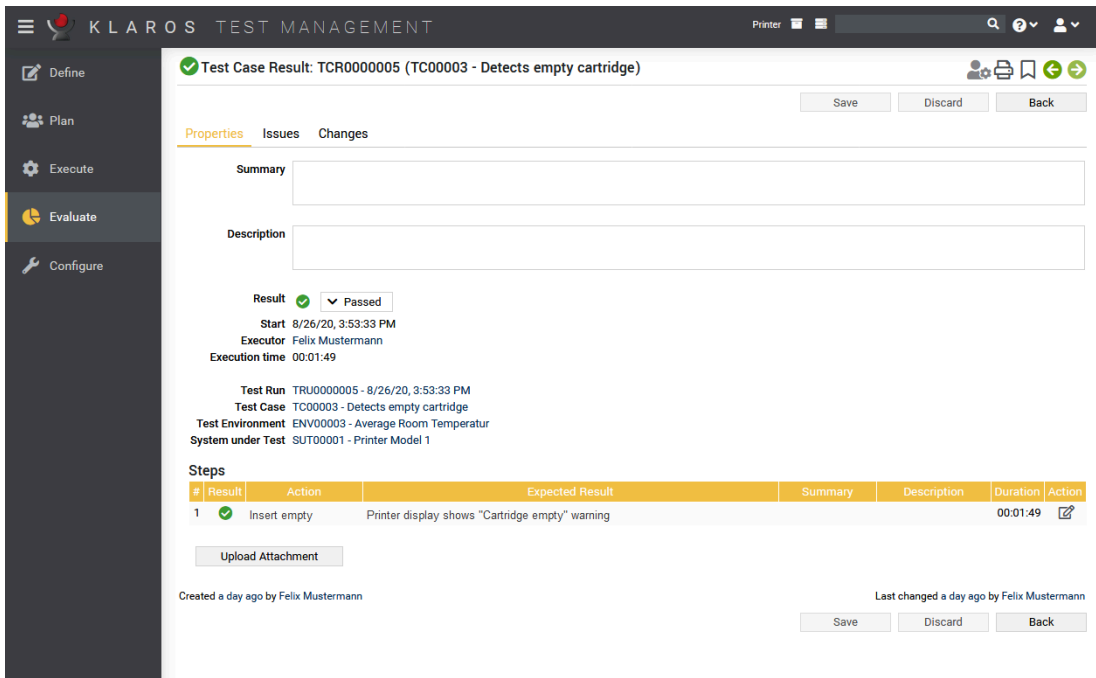 KLAROS TEST MANAGEMENT Printer
Define
Plan
Execute
Evaluate
Configure
Test Case Result: TCR0000005 (TC00003 - Detects empty cartridge)
Save Discard Back
Properties Issues Changes
Summary
Description
Result Passed
Start 8/26/20, 3:53:33 PM
Executor Felix Mustermann
Execution time 00:01:49
Test Run TRU0000005 - 8/26/20, 3:53:33 PM
Test Case TC00003 - Detects empty cartridge
Test Environment ENV00003 - Average Room Temperatur
System under Test SUT00001 - Printer Model 1
Steps
# Result Action Expected Result Summary Description Duration Action
1 Insert empty Printer display shows "Cartridge empty" warning 00:01:49
Upload Attachment
Created a day ago by Felix Mustermann Last changed a day ago by Felix Mustermann
Save Discard Back